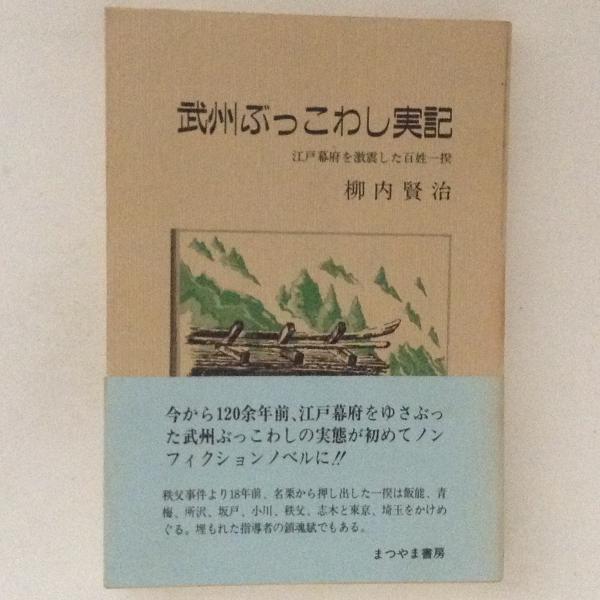 武州ぶっこわし実記
江戸幕府を激震した百姓一揆
柳内賢治
今から120余年前、江戸幕府をゆさぶっ
た武州ぶっこわしの実態が初めてノン
フィクションノベルに!!
秩父事件より18年前、名栗から押し出した一揆は飯能、青
梅、所沢、坂戸、小川、秩父、志木と東京、埼玉をかけめ
ぐる。埋もれた指導者の鎮魂賦でもある。
まつやま書房